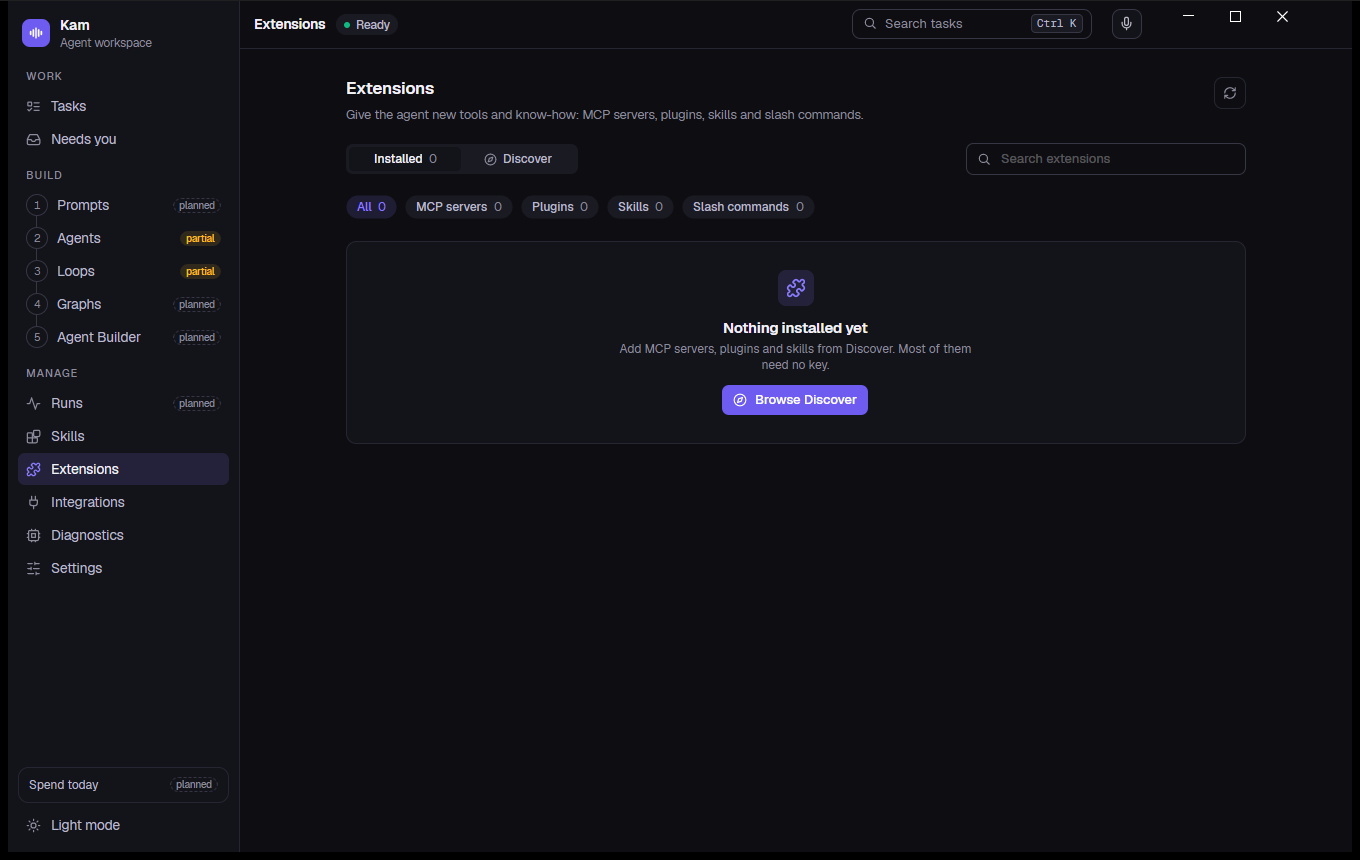 Kam
Agent workspace
WORK
Tasks
Needs you
BUILD
1 Prompts planned
2 Agents partial
3 Loops partial
4 Graphs planned
5 Agent Builder planned
MANAGE
Runs planned
Skills
Extensions
Integrations
Diagnostics
Settings
Spend today planned
Light mode
Extensions Ready
Search tasks Ctrl K
Extensions
Give the agent new tools and know-how: MCP servers, plugins, skills and slash commands.
Installed 0 Discover
Search extensions
All 0 MCP servers 0 Plugins 0 Skills 0 Slash commands 0
Nothing installed yet
Add MCP servers, plugins and skills from Discover. Most of them
need no key.
Browse Discover